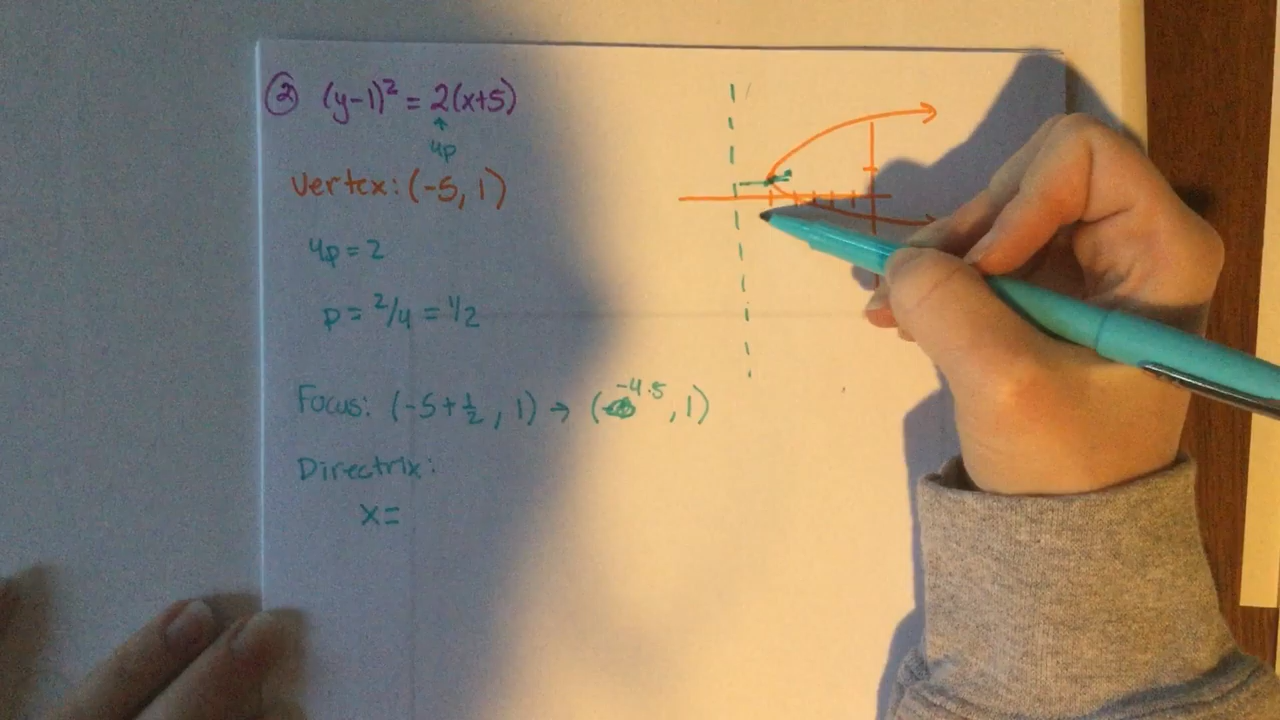 ② (y-1)² = 2(x+5)
↑
4p
Vertex: (-5, 1)
4p = 2
p = 2/4 = 1/2
Focus: (-5+1/2, 1) → (-4.5, 1)
Directrix:
x=